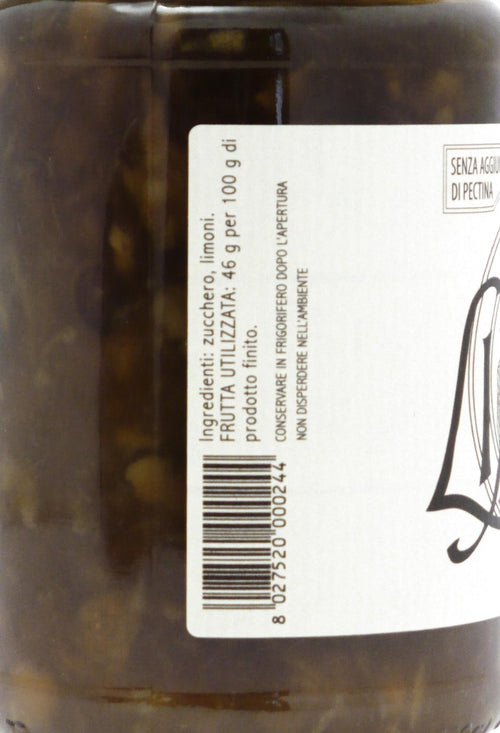 Ingredienti: zucchero, limoni.
FRUTTA UTILIZZATA: 46 g per 100 g di
prodotto finito.
CONSERVARE IN FRIGORIFERO DOPO L'APERTURA
NON DISPERDERE NELL'AMBIENTE
8 027520 000244
SENZA
DI PECTINA